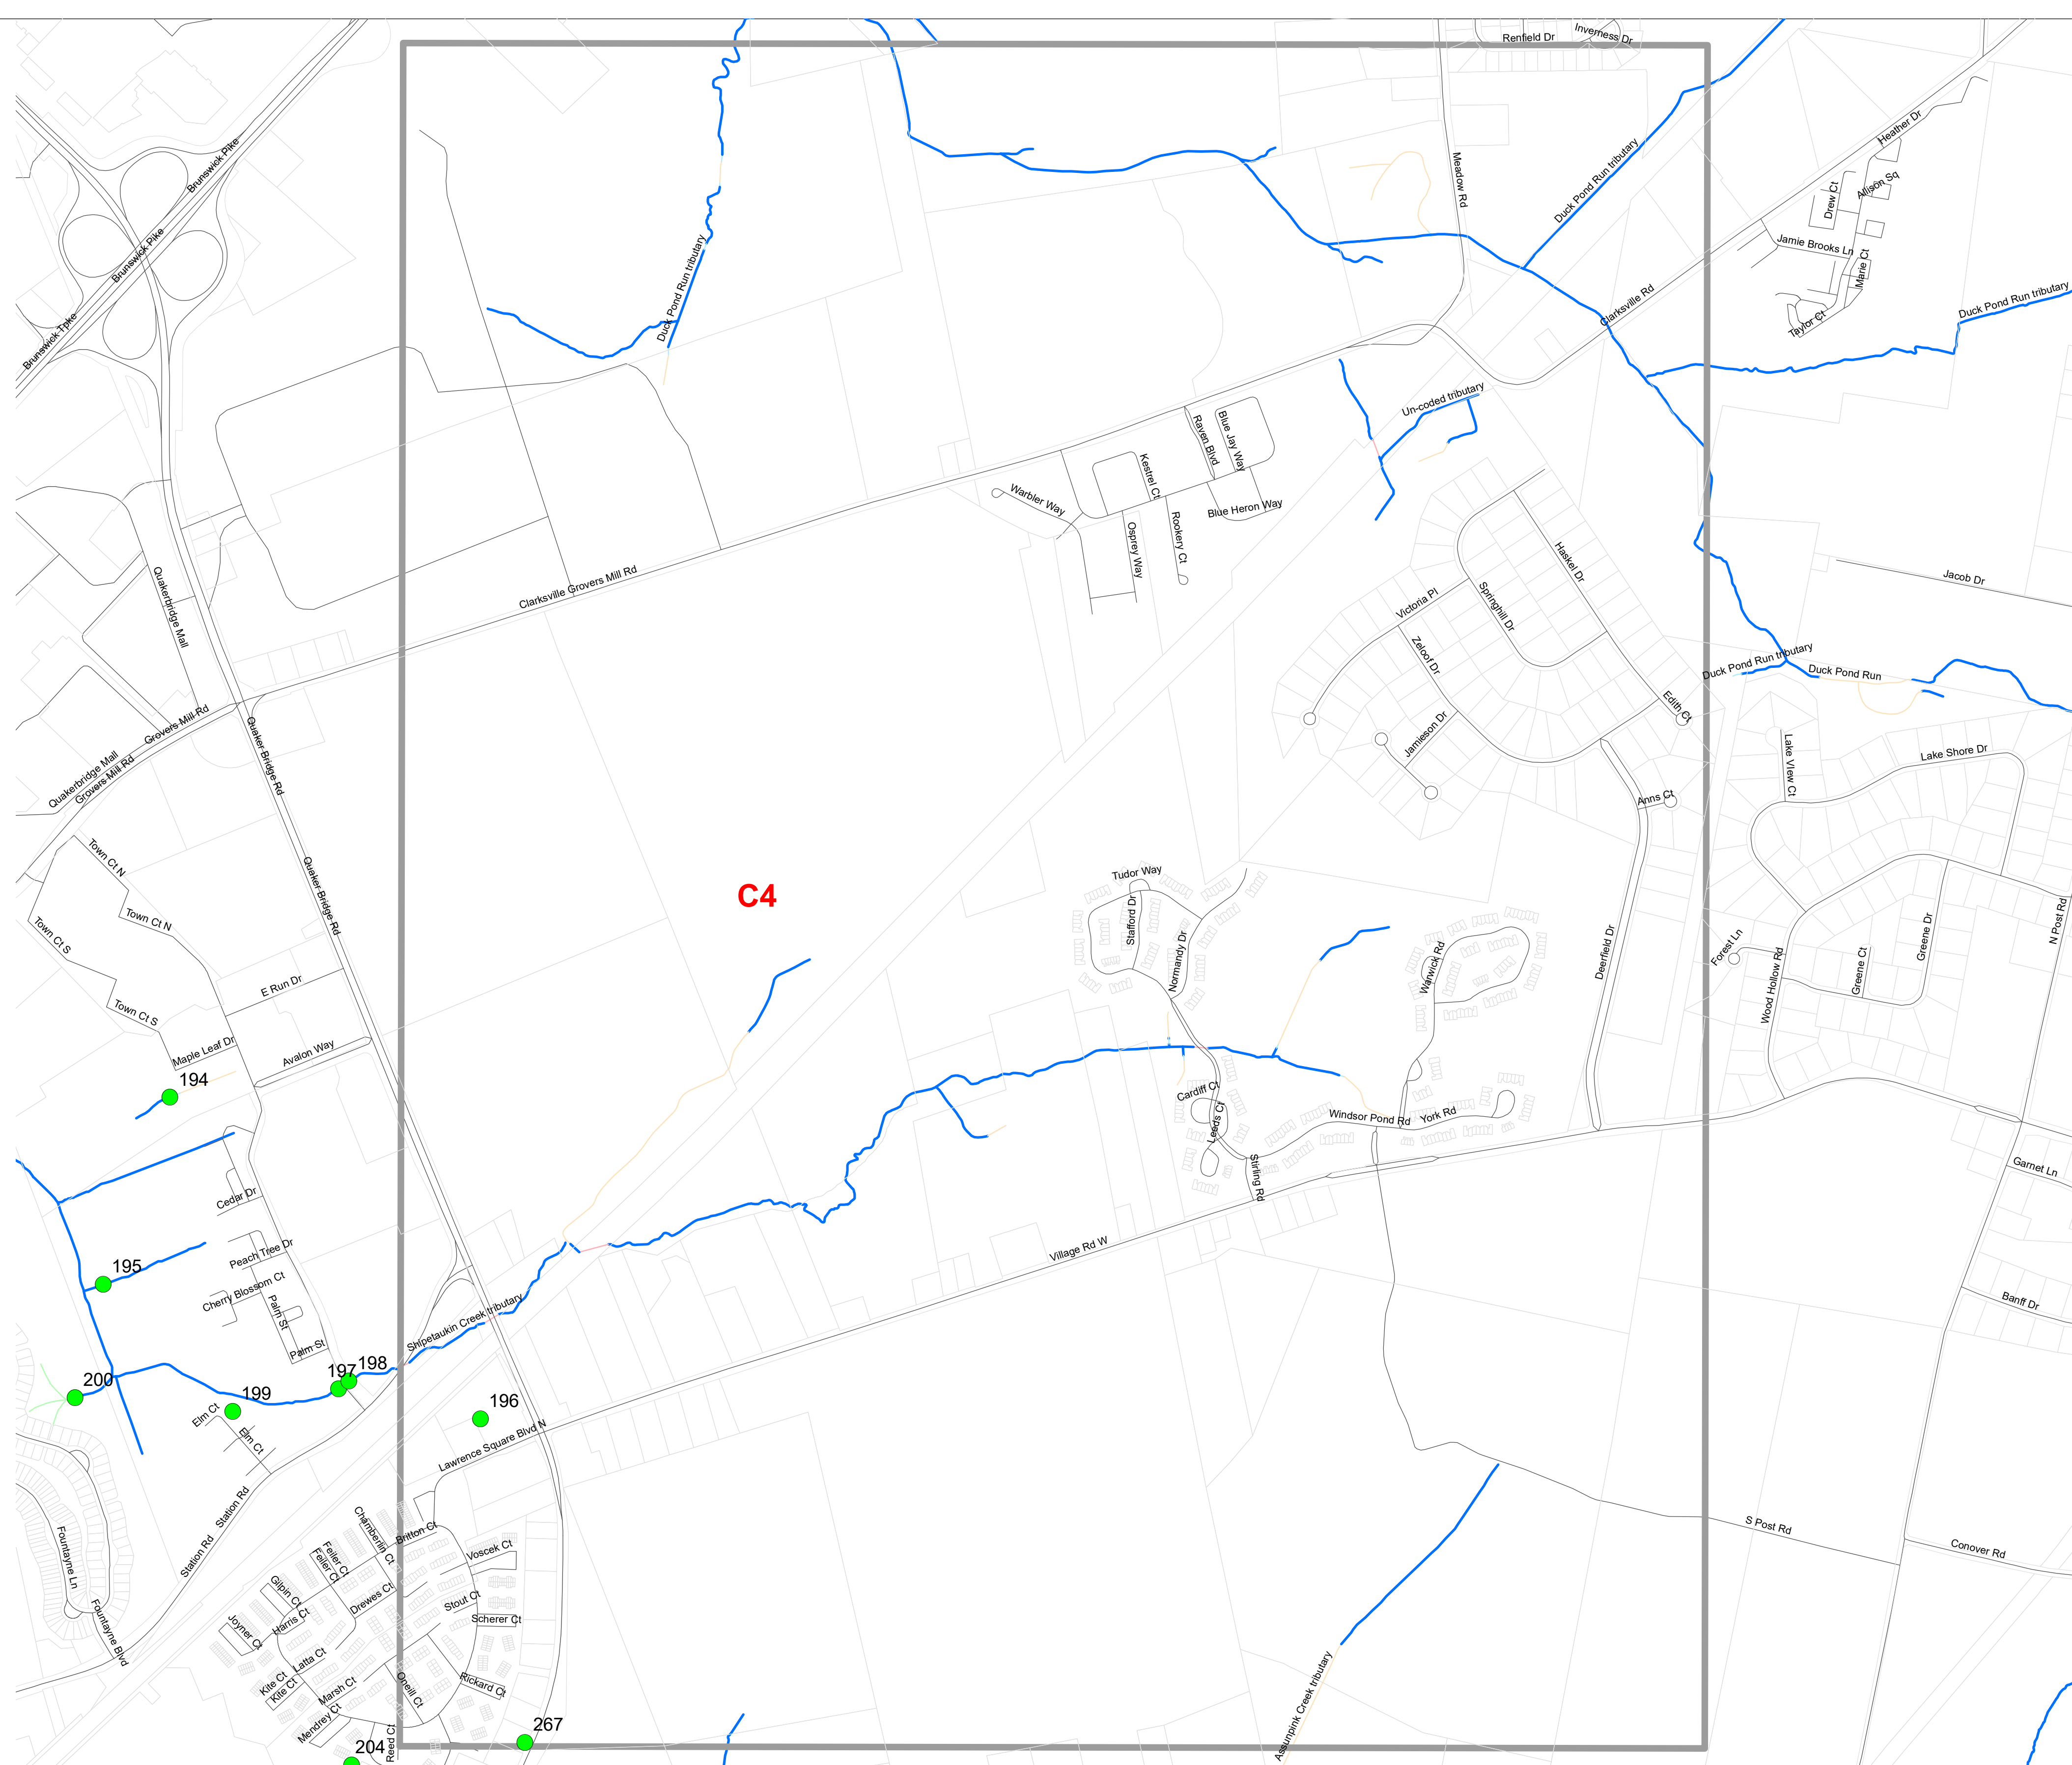 Renfield Dr
Inverness Dr
Brunswick Pike
Heather Dr
Meadow Rd
Duck Pond Run tributary
Allison Sq
Drew Ct
Brunswick Pike
Jamie Brooks Ln
Marie Ct
Duck Pond Run tributary
Brunswick Tpke
Clarksville Rd
Duck Pond Run tributary
Taylor Ct
Un-coded tributary
Raven Blvd
Blue Jay Way
Kestrel Ct
Warbler Way
Blue Heron Way
Osprey Way
Rookery Ct
Haskel Dr
Quakerbridge Mall
Clarksville Grovers Mill Rd
Jacob Dr
Victoria Pl
Springhill Dr
Zeloof Dr
Duck Pond Run tributary
Duck Pond Run
Edith Ct
Grovers Mill Rd
Quaker Bridge Rd
Jamieson Dr
Quakerbridge Mall
Grovers Mill Rd
Lake View Ct
Lake Shore Dr
Anns Ct
Town Ct N
Quaker Bridge Rd
C4
Tudor Way
Stafford Dr
Town Ct N
Town Ct S
Normandy Dr
Warwick Rd
Deerfield Dr
Forest Ln
Wood Hollow Rd
Greene Ct
Greene Dr
N Post Rd
E Run Dr
Town Ct S
Maple Leaf Dr
Avalon Way
194
Cardiff Ct
Leeds Ct
Windsor Pond Rd
York Rd
Stirling Rd
Garnet Ln
Cedar Dr
Peach Tree Dr
195
Cherry Blossom Ct
Palm St
Village Rd W
Banff Dr
Shipetaukin Creek tributary
Palm St
197
198
200
199
Elm Ct
Elm Ct
196
Lawrence Square Blvd N
Station Rd
Station Rd
S Post Rd
Conover Rd
Fountayne Ln
Fountayne Blvd
Chamberlin Ct
Britton Ct
Voscek Ct
Feiler Ct
Feiler Ct
Gilpin Ct
Drewes Ct
Stout Ct
Scherer Ct
Harris Ct
Joyner Ct
Latta Ct
Kite Ct
Kite Ct
Marsh Ct
Oneill Ct
Rickard Ct
Mendrey Ct
Reed Ct
204
267
Assunpink Creek tributary